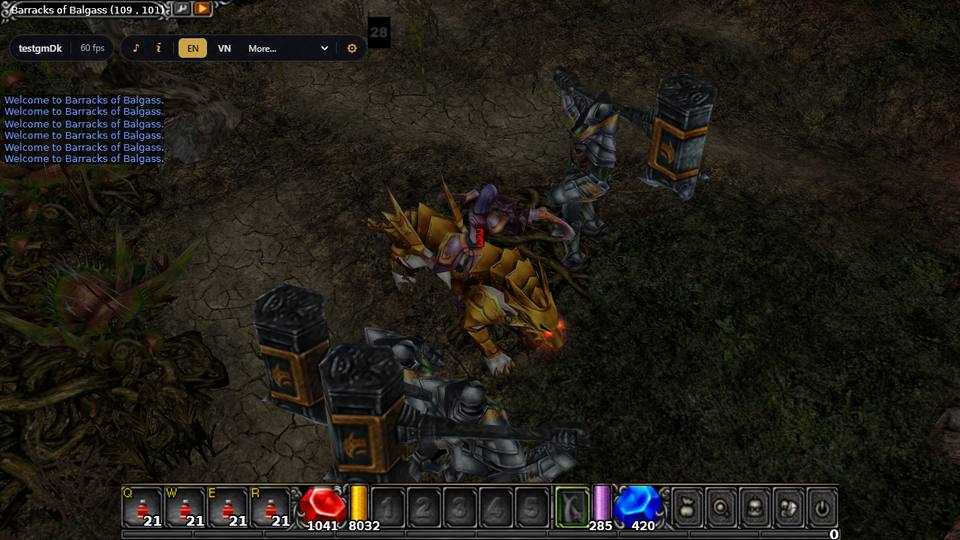 Barracks of Balgass (109 , 101)
testgmDk
60 fps
EN
VN
More...
28
Welcome to Barracks of Balgass.
Welcome to Barracks of Balgass.
Welcome to Barracks of Balgass.
Welcome to Barracks of Balgass.
Welcome to Barracks of Balgass.
Welcome to Barracks of Balgass.
Q W E R
1 2 3 4 5
21 21 21 21 1041 8032 285 420
0